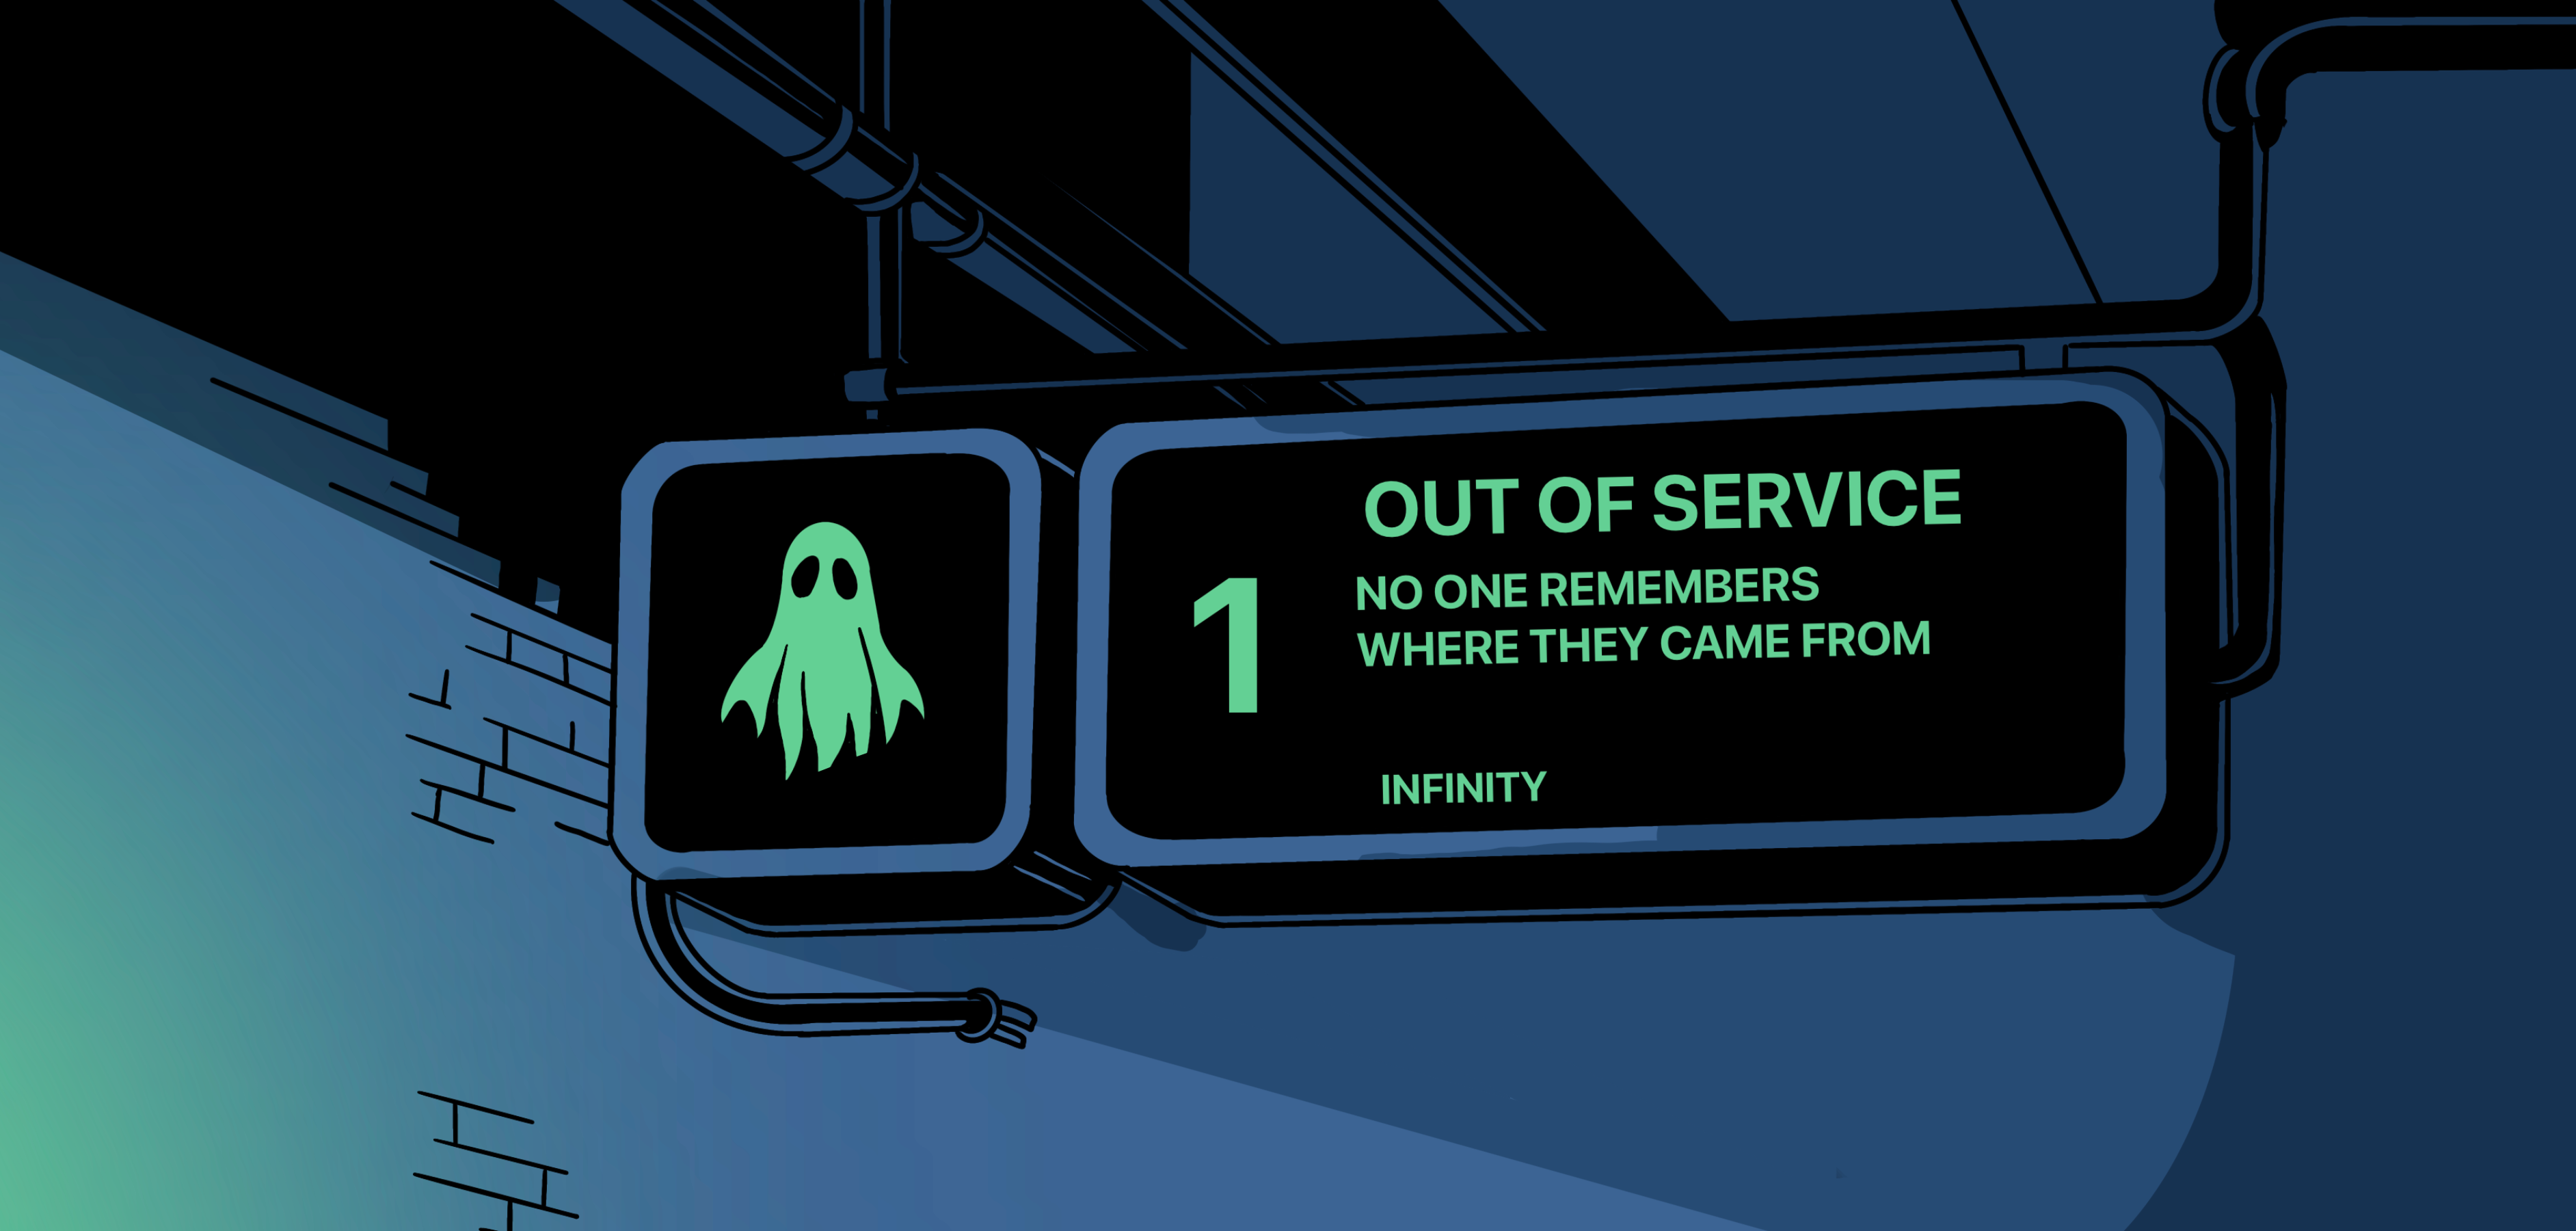 OUT OF SERVICE
1
NO ONE REMEMBERS
WHERE THEY CAME FROM
INFINITY